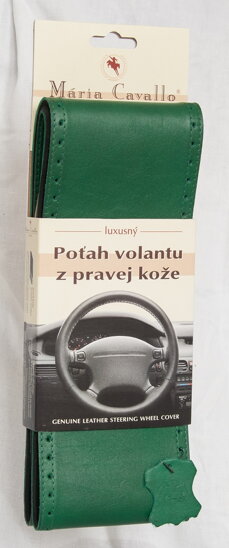 Mária Cavallo
luxusný
Poťah volantu
z pravej kože
GENUINE LEATHER STEERING WHEEL COVER